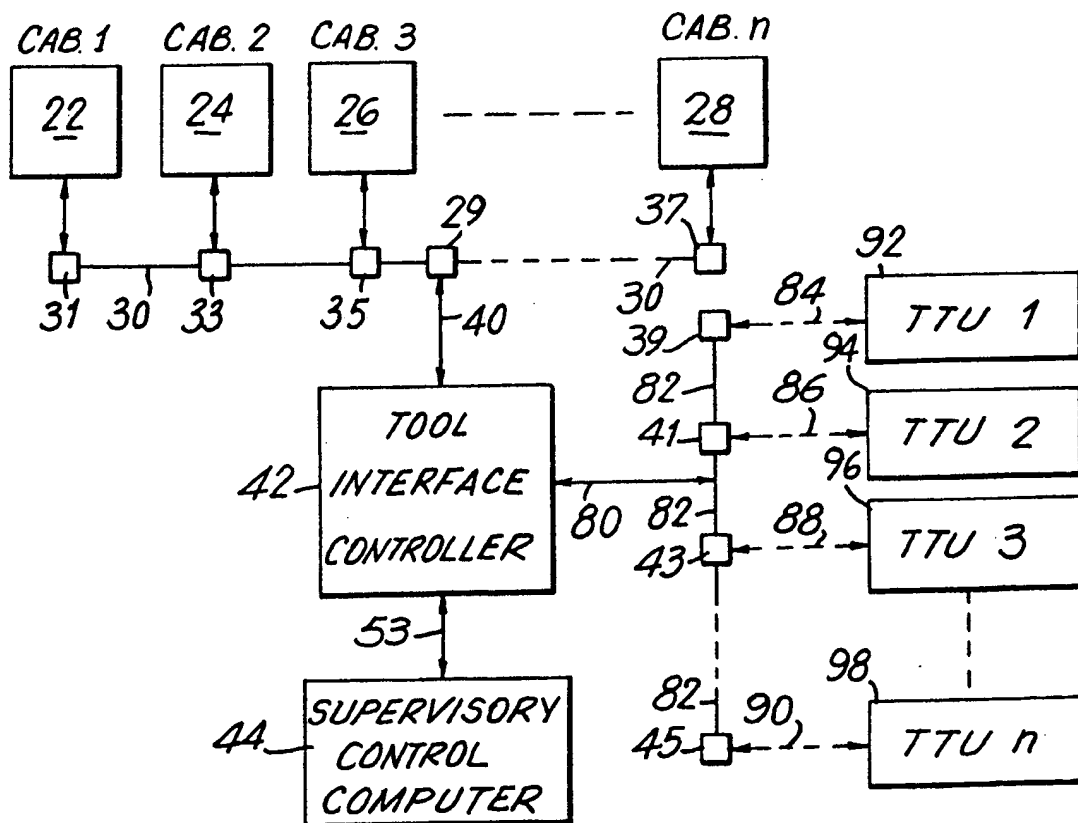 CAB. 1 CAB. 2 CAB. 3 CAB. n
22 24 26 28
29 37
31 30 33 35 40 30
92
84 TTU 1
39
94
82 86 TTU 2
41
96
42 TOOL INTERFACE CONTROLLER
80 82 88 TTU 3
43
53
98
82 90 TTU n
45
44 SUPERVISORY CONTROL COMPUTER